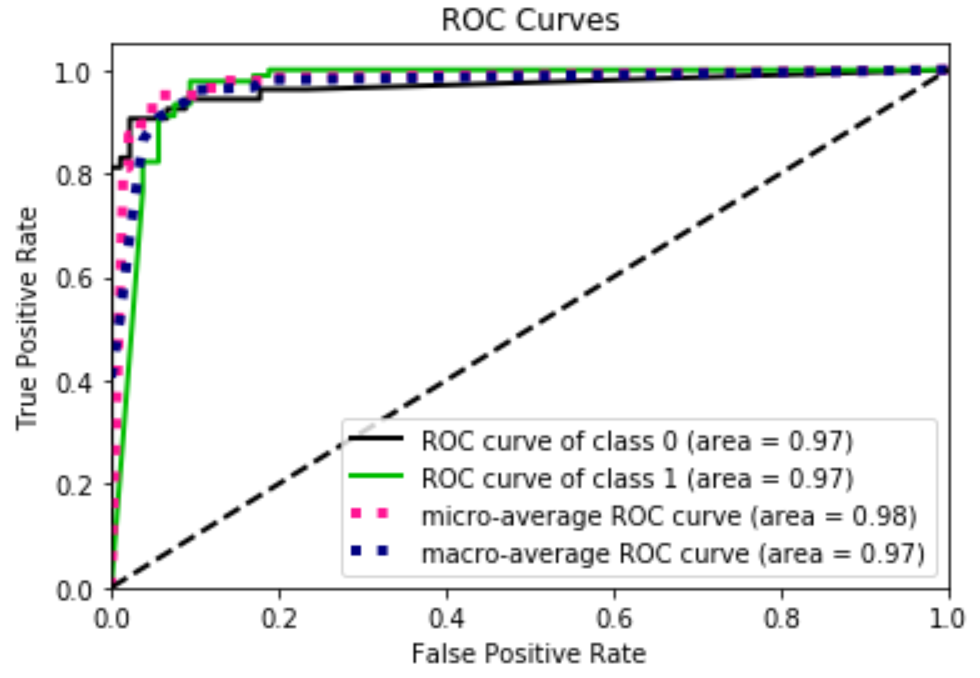 ROC Curves
True Positive Rate
1.0
0.8
0.6
0.4
0.2
0.0
ROC curve of class 0 (area = 0.97)
ROC curve of class 1 (area = 0.97)
micro-average ROC curve (area = 0.98)
macro-average ROC curve (area = 0.97)
0.0 0.2 0.4 0.6 0.8 1.0
False Positive Rate